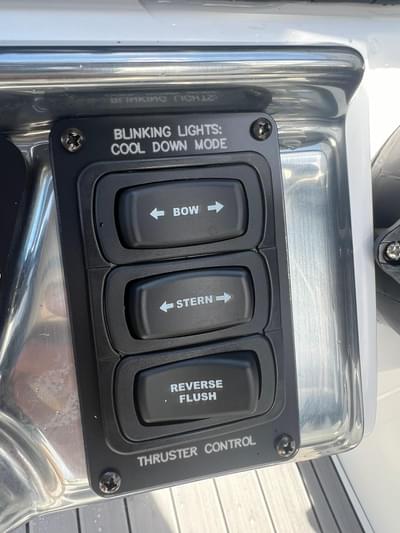 BLINKING LIGHTS:
COOL DOWN MODE
← BOW →
← STERN →
REVERSE
FLUSH
THRUSTER CONTROL